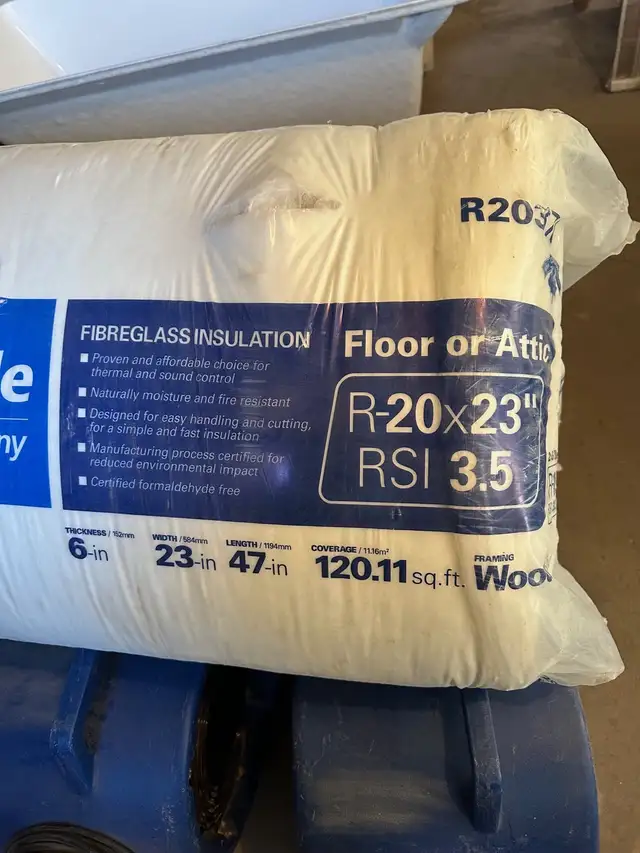 R2037
le
ny
FIBREGLASS INSULATION
Proven and affordable choice for
thermal and sound control
Naturally moisture and fire resistant
Designed for easy handling and cutting,
for a simple and fast insulation
Manufacturing process certified for
reduced environmental impact
Certified formaldehyde free
Floor or Attic
R-20x23"
RSI 3.5
THICKNESS / 152mm
6-in
WIDTH / 584mm
23-in
LENGTH / 1194mm
47-in
COVERAGE / 11.16m²
120.11 sq.ft.
FRAMING
Woo